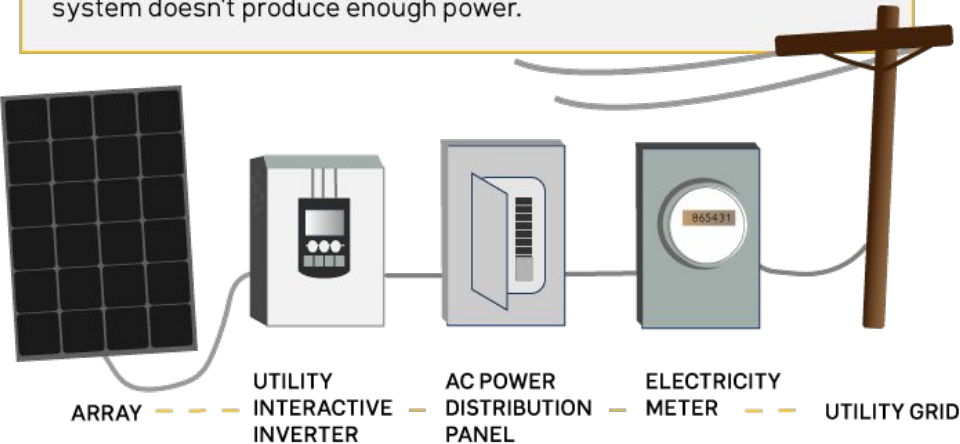 system doesn't produce enough power.
865431
ARRAY
UTILITY
INTERACTIVE
INVERTER
AC POWER
DISTRIBUTION
PANEL
ELECTRICITY
METER
UTILITY GRID